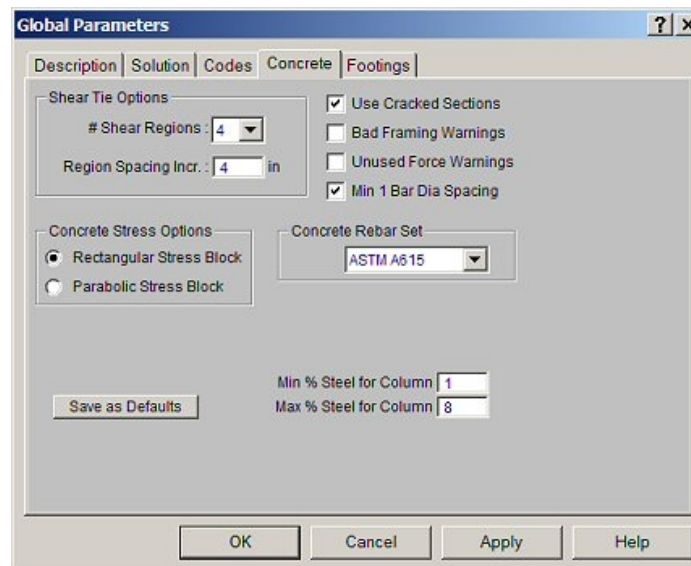 Global Parameters
Description Solution Codes Concrete Footings
Shear Tie Options
# Shear Regions : 4
Region Spacing Incr. : 4 in
Use Cracked Sections
Bad Framing Warnings
Unused Force Warnings
Min 1 Bar Dia Spacing
Concrete Stress Options
Rectangular Stress Block
Parabolic Stress Block
Concrete Rebar Set
ASTM A615
Min % Steel for Column 1
Max % Steel for Column 8
Save as Defaults
OK Cancel Apply Help